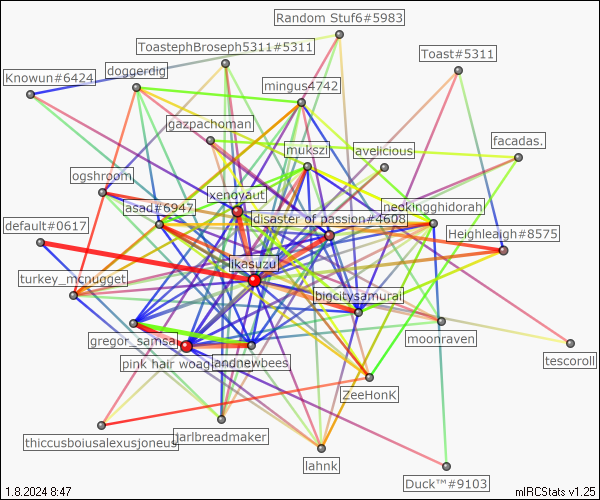 Random Stuf6#5983
ToastephBroseph5311#5311
Toast#5311
Knowun#6424
doggerdig
mingus4742
gazpachoman
facadas.
mukszi
avelicious
ogshroom
xenoyaut
asad#6947
neokingghidorah
default#0617
disaster of passion#4608
Heighleaigh#8575
ikasuzu
turkey_mcnugget
bigcitysamurai
gregor_samsa
moonraven
pink hair woag
andnewbees
tescoroll
ZeeHonK
thiccusboiusalexusjoneus
jarlbreadmaker
lahnk
Duck™#9103
1.8.2024 8:47
mIRCStats v1.25